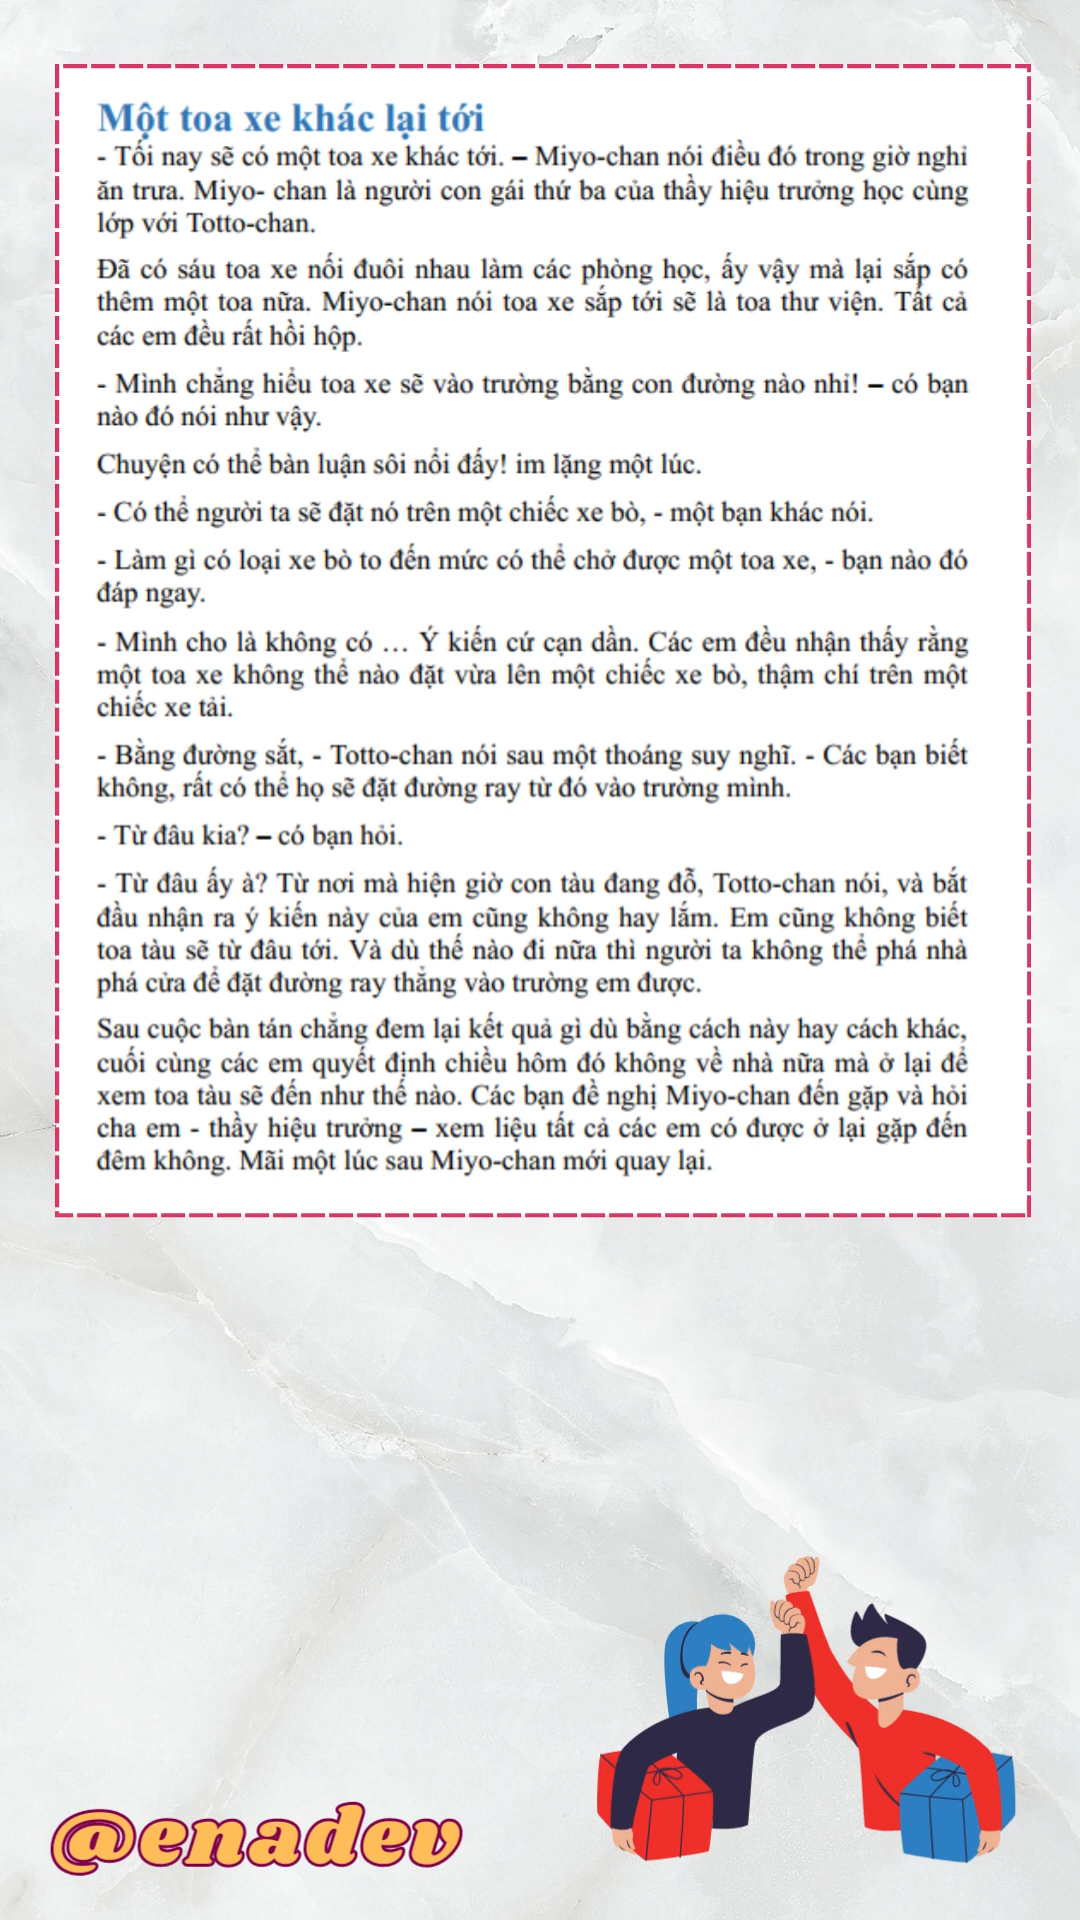 Một toa xe khác lại tới
- Tối nay sẽ có một toa xe khác tới. – Miyo-chan nói điều đó trong giờ nghỉ
ăn trưa. Miyo- chan là người con gái thứ ba của thầy hiệu trưởng học cùng
lớp với Totto-chan.
Đã có sáu toa xe nối đuôi nhau làm các phòng học, ấy vậy mà lại sắp có
thêm một toa nữa. Miyo-chan nói toa xe sắp tới sẽ là toa thư viện. Tất cả
các em đều rất hồi hộp.
- Mình chẳng hiểu toa xe sẽ vào trường bằng con đường nào nhỉ! – có bạn
nào đó nói như vậy.
Chuyện có thể bàn luận sôi nổi đấy! im lặng một lúc.
- Có thể người ta sẽ đặt nó trên một chiếc xe bò, - một bạn khác nói.
- Làm gì có loại xe bò to đến mức có thể chở được một toa xe, - bạn nào đó
đáp ngay.
- Mình cho là không có … Ý kiến cứ cạn dần. Các em đều nhận thấy rằng
một toa xe không thể nào đặt vừa lên một chiếc xe bò, thậm chí trên một
chiếc xe tải.
- Bằng đường sắt, - Totto-chan nói sau một thoáng suy nghĩ. - Các bạn biết
không, rất có thể họ sẽ đặt đường ray từ đó vào trường mình.
- Từ đâu kia? – có bạn hỏi.
- Từ đâu ấy à? Từ nơi mà hiện giờ con tàu đang đỗ, Totto-chan nói, và bắt
đầu nhận ra ý kiến này của em cũng không hay lắm. Em cũng không biết
toa tàu sẽ từ đâu tới. Và dù thế nào đi nữa thì người ta không thể phá nhà
phá cửa để đặt đường ray thẳng vào trường em được.
Sau cuộc bàn tán chẳng đem lại kết quả gì dù bằng cách này hay cách khác,
cuối cùng các em quyết định chiều hôm đó không về nhà nữa mà ở lại để
xem toa tàu sẽ đến như thế nào. Các bạn đề nghị Miyo-chan đến gặp và hỏi
cha em - thầy hiệu trưởng – xem liệu tất cả các em có được ở lại gặp đến
đêm không. Mãi một lúc sau Miyo-chan mới quay lại.
@enadev